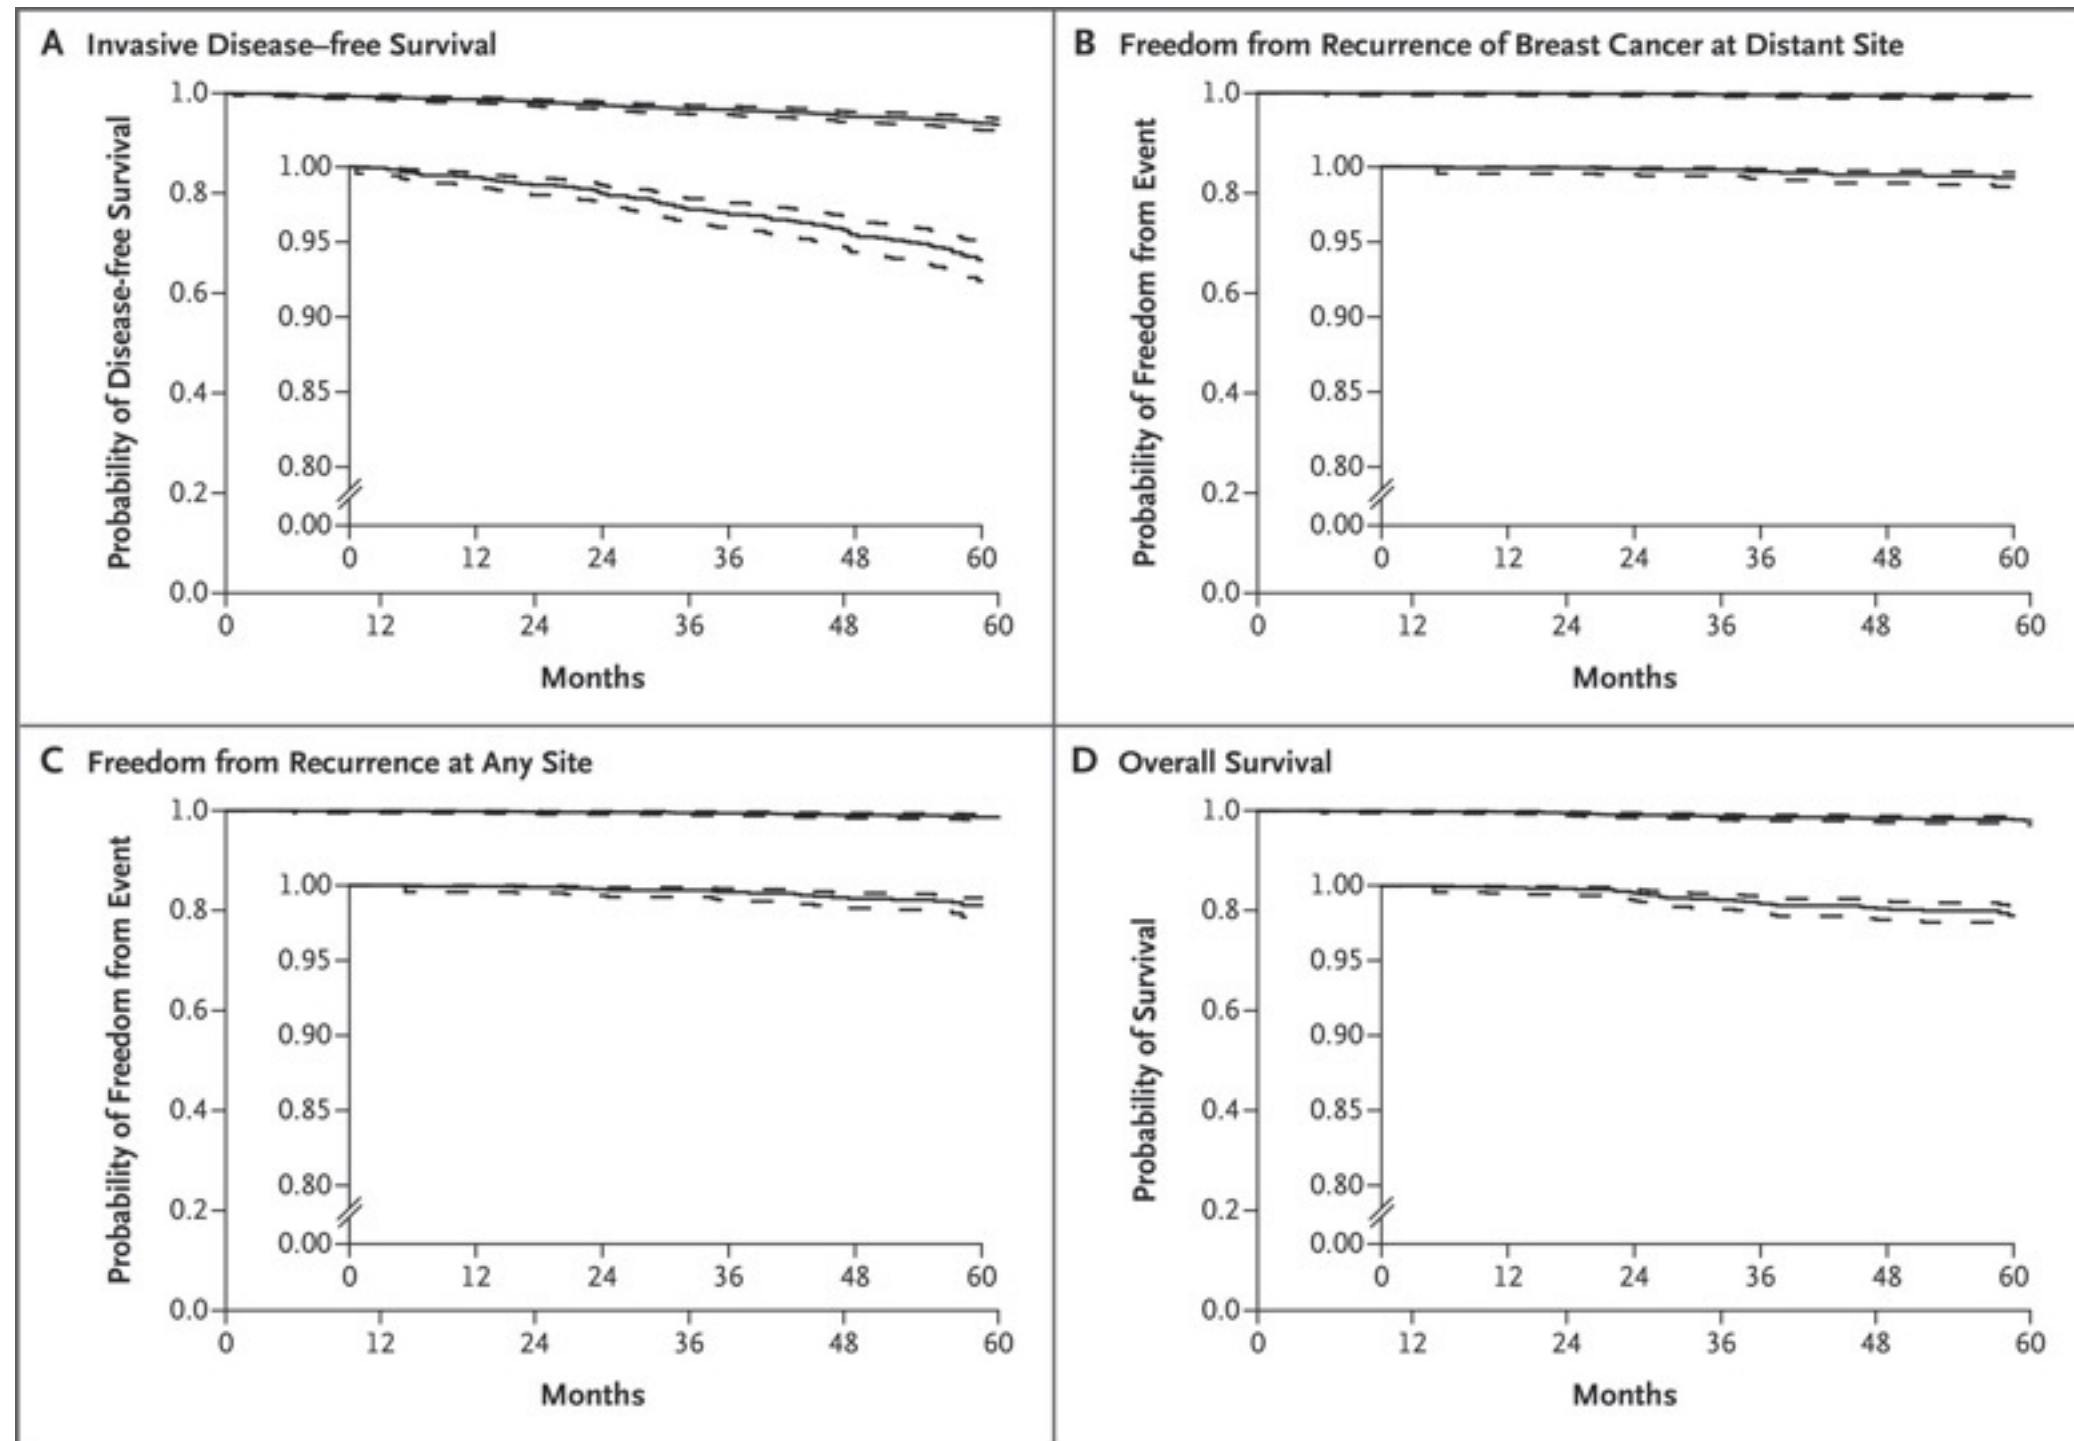 A Invasive Disease–free Survival
Probability of Disease-free Survival
1.0
0.8
0.6
0.4
0.2
0.0
1.00
0.95
0.90
0.85
0.80
0.00
0 12 24 36 48 60
0 12 24 36 48 60
Months
B Freedom from Recurrence of Breast Cancer at Distant Site
Probability of Freedom from Event
1.0
0.8
0.6
0.4
0.2
0.0
1.00
0.95
0.90
0.85
0.80
0.00
0 12 24 36 48 60
0 12 24 36 48 60
Months
C Freedom from Recurrence at Any Site
Probability of Freedom from Event
1.0
0.8
0.6
0.4
0.2
0.0
1.00
0.95
0.90
0.85
0.80
0.00
0 12 24 36 48 60
0 12 24 36 48 60
Months
D Overall Survival
Probability of Survival
1.0
0.8
0.6
0.4
0.2
0.0
1.00
0.95
0.90
0.85
0.80
0.00
0 12 24 36 48 60
0 12 24 36 48 60
Months